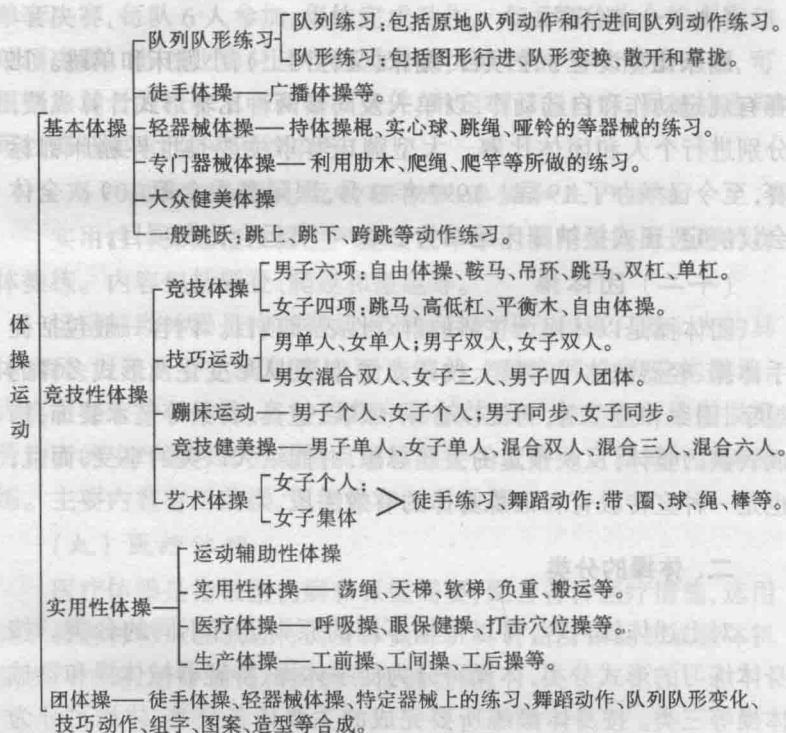 队列队形练习
队列练习:包括原地队列动作和行进间队列动作练习。
队形练习:包括图形行进、队形变换、散开和靠拢。
徒手体操——广播体操等。
基本体操
轻器械体操——持体操棍、实心球、跳绳、哑铃的等器械的练习。
专门器械体操——利用肋木、爬绳、爬竿等所做的练习。
大众健美体操
一般跳跃:跳上、跳下、跨跳等动作练习。
体操运动
竞技性体操
竞技体操
男子六项:自由体操、鞍马、吊环、跳马、双杠、单杠。
女子四项:跳马、高低杠、平衡木、自由体操。
技巧运动
男单人、女单人;男子双人、女子双人。
男女混合双人、女子三人、男子四人团体。
蹦床运动——男子个人、女子个人;男子同步、女子同步。
竞技健美操——男子单人、女子单人、混合双人、混合三人、混合六人。
艺术体操
女子个人;
女子集体
徒手练习、舞蹈动作:带、圈、球、绳、棒等。
实用性体操
运动辅助性体操
实用性体操——荡绳、天梯、软梯、负重、搬运等。
医疗体操——呼吸操、眼保健操、打击穴位操等。
生产体操——工前操、工间操、工后操等。
团体操——徒手体操、轻器械体操、特定器械上的练习、舞蹈动作、队列队形变化、
技巧动作、组字、图案、造型等合成。